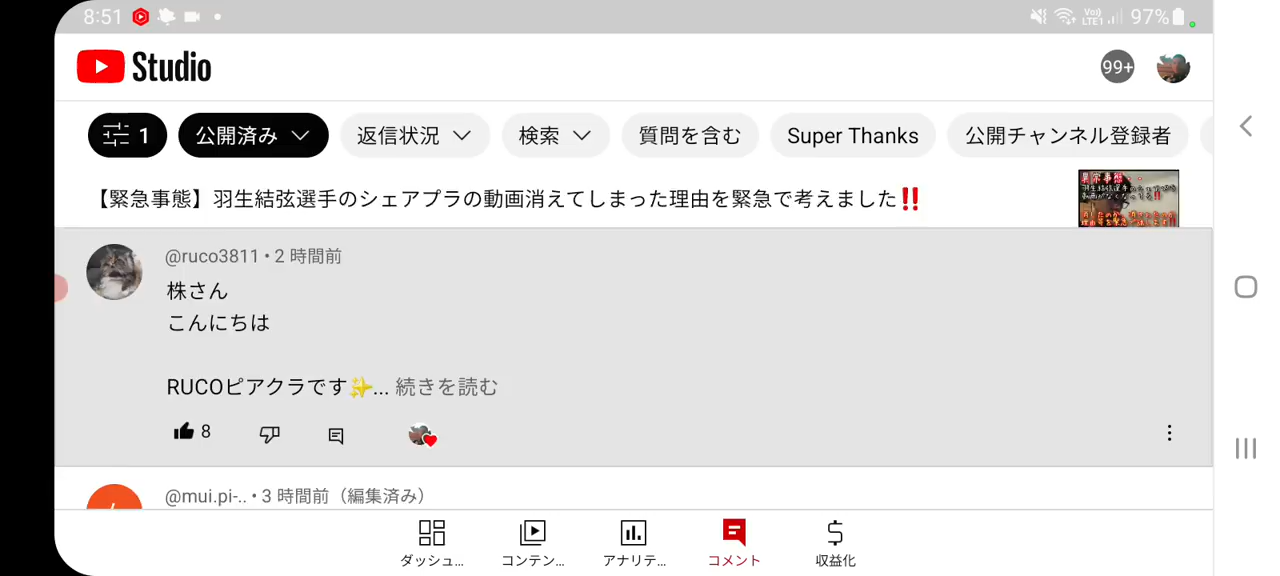 8:51 Vo) LTE1 97%
Studio
99+
1 公開済み 返信状況 検索 質問を含む Super Thanks 公開チャンネル登録者
【緊急事態】羽生結弦選手のシェアプラの動画消えてしまった理由を緊急で考えました‼️
@ruco3811 • 2 時間前
株さん
こんにちは
RUCOピアクラです✨... 続きを読む
8
@mui.pi-.. • 3 時間前（編集済み）
ダッシュ... コンテン... アナリテ... コメント 収益化